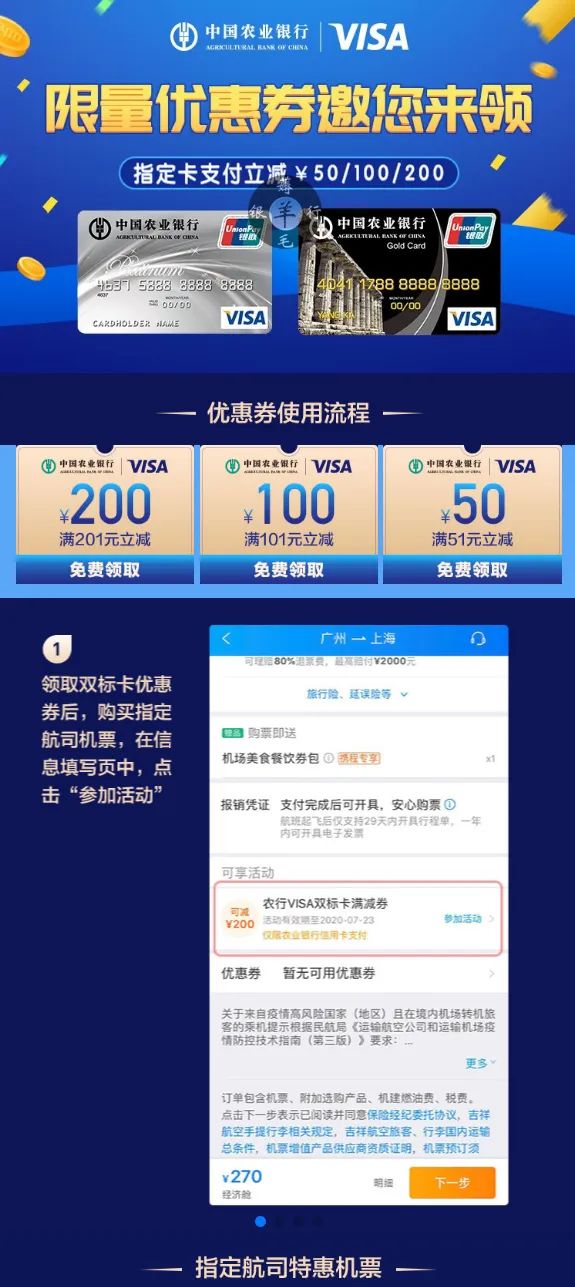 中国农业银行 VISA
AGRICULTURAL BANK OF CHINA
限量优惠券邀您来领
指定卡支付立减￥50/100/200
薅
银 羊 行
毛
中国农业银行 UnionPay 银联
AGRICULTURAL BANK OF CHINA
Platinum
4637 5888 8888 8888
4637
MONTH/YEAR
00/00
CARDHOLDER NAME
VISA
中国农业银行 UnionPay 银联
AGRICULTURAL BANK OF CHINA
Gold Card
4041 1788 8888 8888
MONTH/YEAR
00/00
VISA
优惠券使用流程
中国农业银行 VISA
AGRICULTURAL BANK OF CHINA
¥200
满201元立减
免费领取
中国农业银行 VISA
AGRICULTURAL BANK OF CHINA
¥100
满101元立减
免费领取
中国农业银行 VISA
AGRICULTURAL BANK OF CHINA
¥50
满51元立减
免费领取
1
领取双标卡优惠
券后，购买指定
航司机票，在信
息填写页中，点
击“参加活动”
广州 — 上海
可理赔80%退票费，最高赔付¥2000元
旅行险、延误险等
赠品 购票即送
机场美食餐饮券包 携程专享 x1
报销凭证 支付完成后可开具，安心购票
航班起飞后仅支持29天内开具行程单，一年
内可开具电子发票
可享活动
可减
¥200
农行VISA双标卡满减券
活动有效期至2020-07-23
仅限农业银行信用卡支付
参加活动
优惠券 暂无可用优惠券
关于来自疫情高风险国家（地区）且在境内机场转机旅
客的乘机提示根据民航局《运输航空公司和运输机场疫
情防控技术指南（第三版）》要求：...
更多
订单包含机票、附加选购产品、机建燃油费、税费。
点击下一步表示已阅读并同意保险经纪委托协议，吉祥
航空手提行李相关规定，吉祥航空旅客、行李国内运输
总条件，机票增值产品供应商资质证明，机票预订须
¥270
经济舱
明细
下一步
指定航司特惠机票